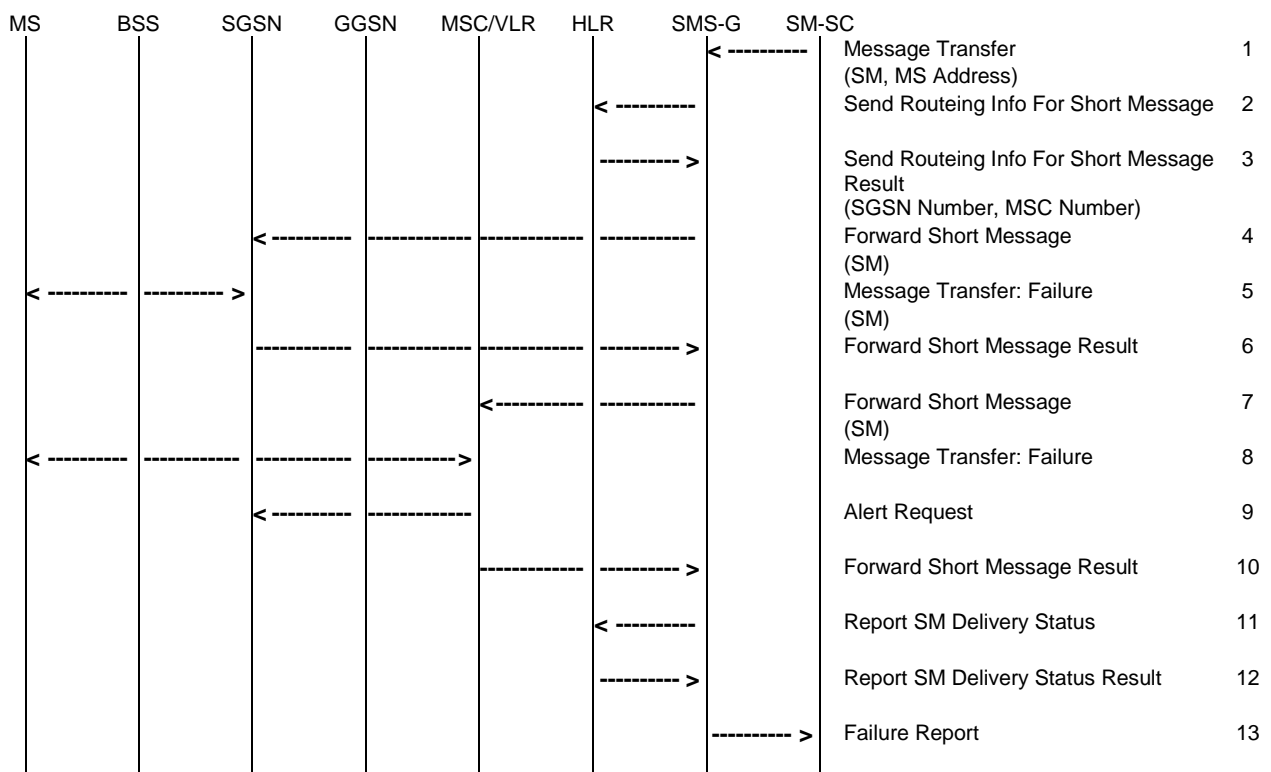 MS BSS SGSN GGSN MSC/VLR HLR SMS-G SM-SC
Message Transfer 1
(SM, MS Address)
Send Routeing Info For Short Message 2
Send Routeing Info For Short Message 3
Result
(SGSN Number, MSC Number)
Forward Short Message 4
(SM)
Message Transfer: Failure 5
(SM)
Forward Short Message Result 6
Forward Short Message 7
(SM)
Message Transfer: Failure 8
Alert Request 9
Forward Short Message Result 10
Report SM Delivery Status 11
Report SM Delivery Status Result 12
Failure Report 13